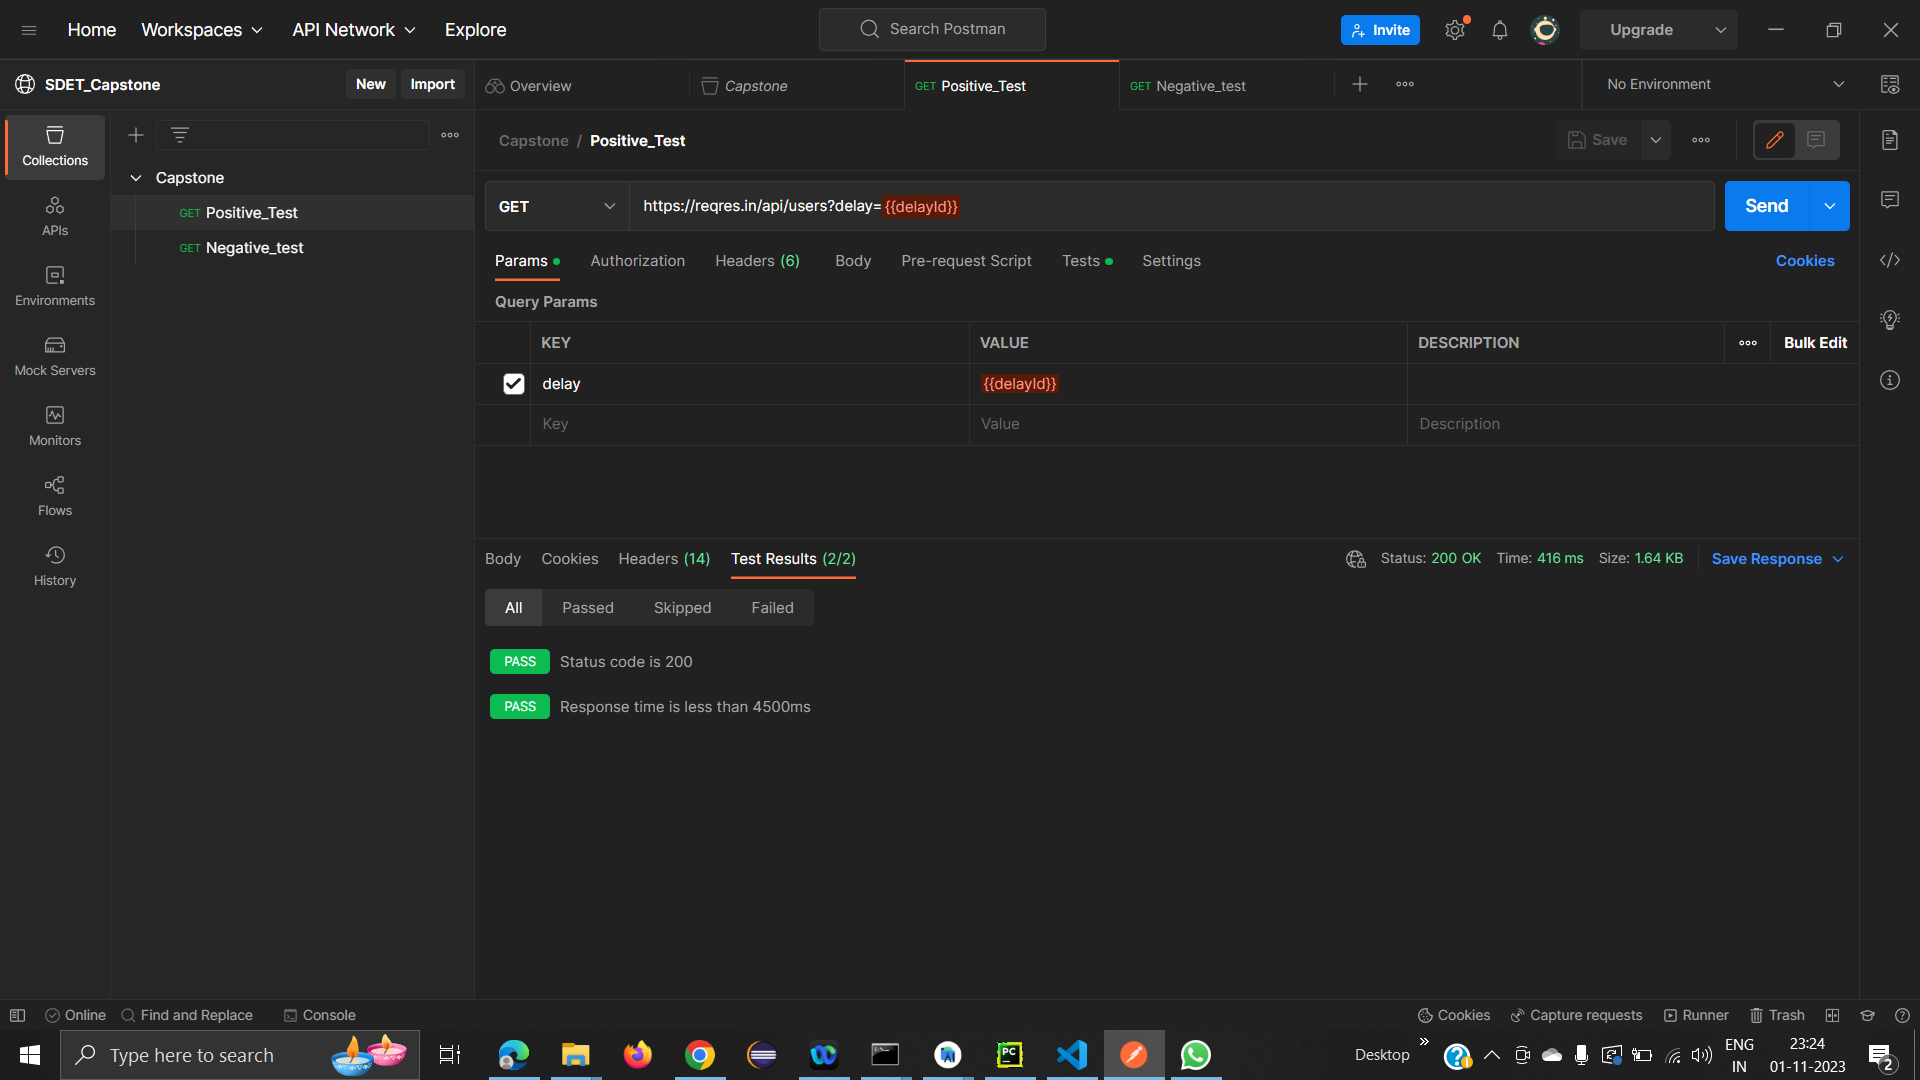 Home Workspaces API Network Explore Search Postman Invite Upgrade
SDET_Capstone New Import Overview Capstone GET Positive_Test GET Negative_test No Environment
Collections
APIs
Environments
Mock Servers
Monitors
Flows
History
Capstone
GET Positive_Test
GET Negative_test
Capstone / Positive_Test Save
GET https://reqres.in/api/users?delay={{delayId}} Send
Params Authorization Headers (6) Body Pre-request Script Tests Settings Cookies
Query Params
KEY VALUE DESCRIPTION Bulk Edit
delay {{delayId}}
Key Value Description
Body Cookies Headers (14) Test Results (2/2) Status: 200 OK Time: 416 ms Size: 1.64 KB Save Response
All Passed Skipped Failed
PASS Status code is 200
PASS Response time is less than 4500ms
Online Find and Replace Console Cookies Capture requests Runner Trash
Type here to search PC Desktop ENG IN 23:24 01-11-2023 2